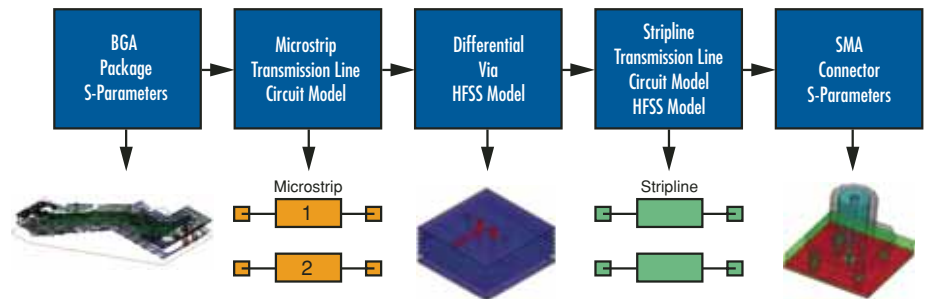 BGA
Package
S-Parameters
Microstrip
Transmission Line
Circuit Model
Differential
Via
HFSS Model
Stripline
Transmission Line
Circuit Model
HFSS Model
SMA
Connector
S-Parameters
Microstrip
1
2
Stripline